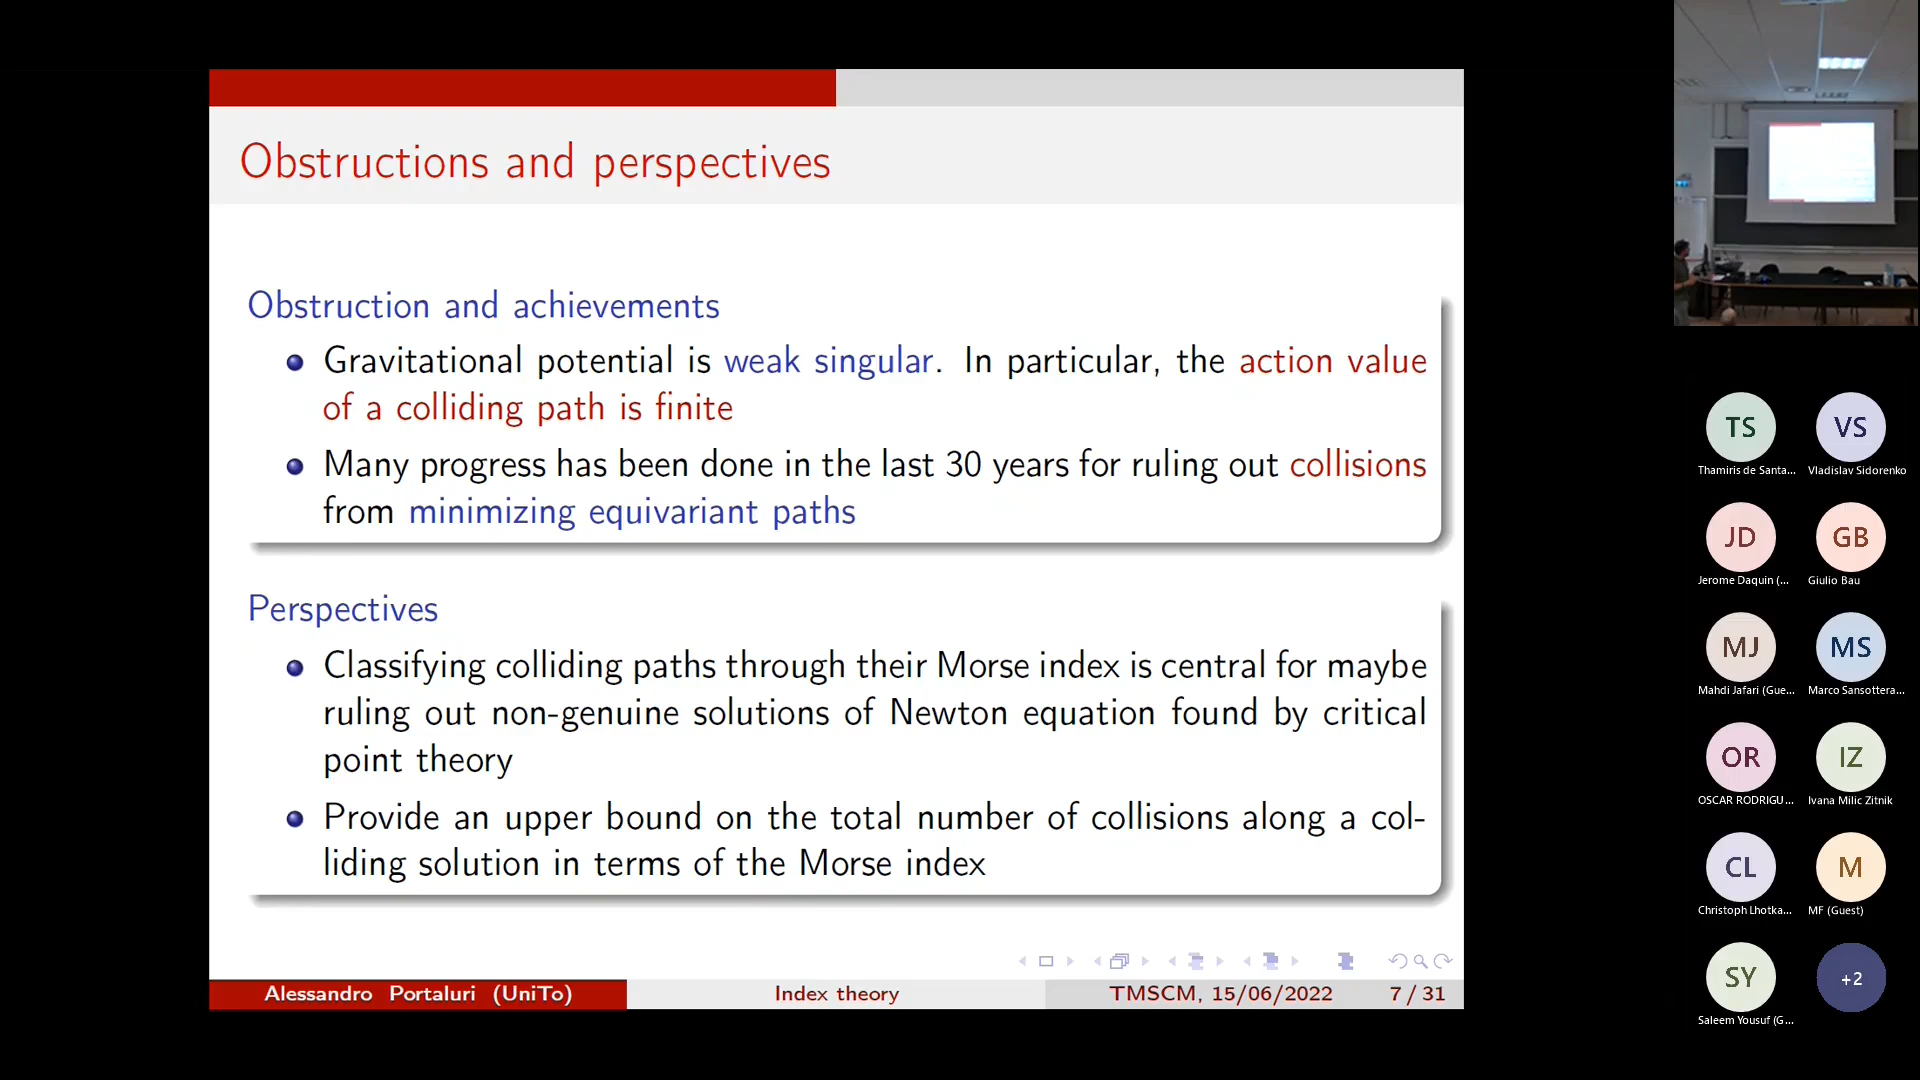 Obstructions and perspectives
Obstruction and achievements
Gravitational potential is weak singular. In particular, the action value
of a colliding path is finite
Many progress has been done in the last 30 years for ruling out collisions
from minimizing equivariant paths
Perspectives
Classifying colliding paths through their Morse index is central for maybe
ruling out non-genuine solutions of Newton equation found by critical
point theory
Provide an upper bound on the total number of collisions along a col-
liding solution in terms of the Morse index
Alessandro Portaluri (UniTo) Index theory TMSCM, 15/06/2022 7 / 31
TS VS
Thamiris de Santa... Vladislav Sidorenko
JD GB
Jerome Daquin (... Giulio Bau
MJ MS
Mahdi Jafari (Gue... Marco Sansottera...
OR IZ
OSCAR RODRIGU... Ivana Milic Zitnik
CL M
Christoph Lhotka... MF (Guest)
SY +2
Saleem Yousuf (G...